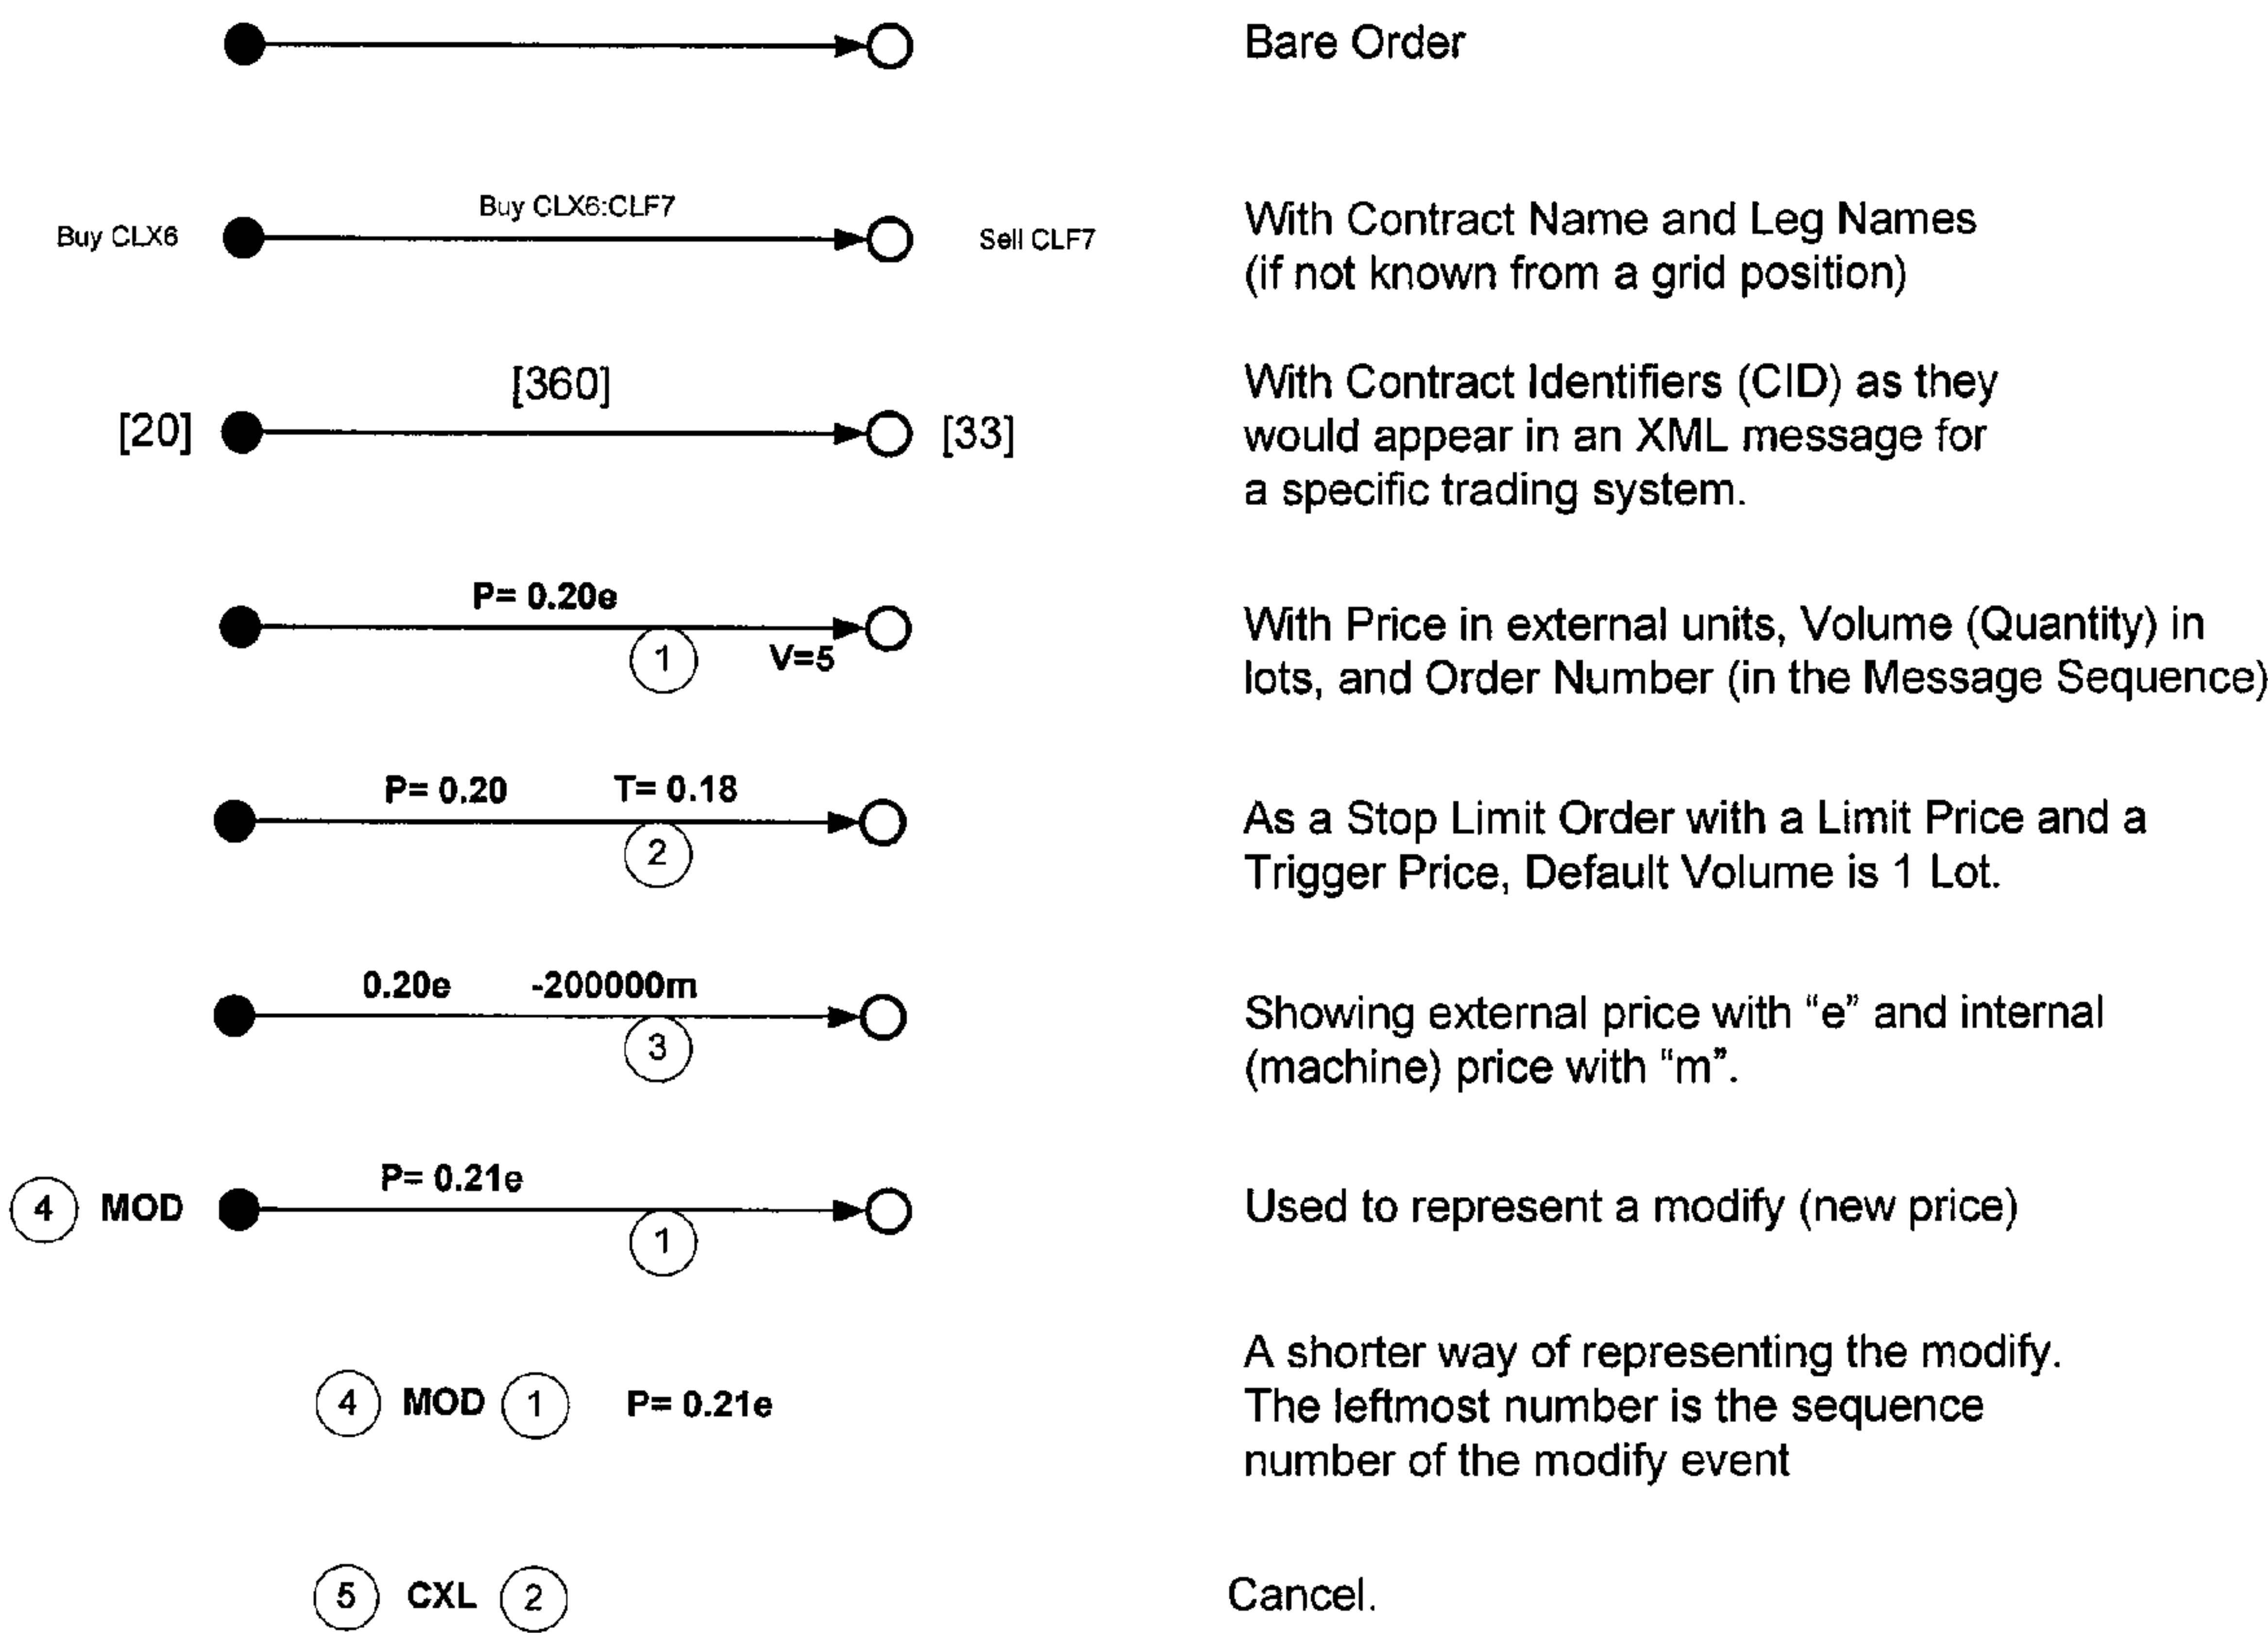 Bare Order
Buy CLX6:CLF7
Buy CLX6
Sell CLF7
With Contract Name and Leg Names
(if not known from a grid position)
[360]
[20]
[33]
With Contract Identifiers (CID) as they
would appear in an XML message for
a specific trading system.
P= 0.20e
1
V=5
With Price in external units, Volume (Quantity) in
lots, and Order Number (in the Message Sequence)
P= 0.20 T= 0.18
2
As a Stop Limit Order with a Limit Price and a
Trigger Price, Default Volume is 1 Lot.
0.20e -200000m
3
Showing external price with “e” and internal
(machine) price with “m”.
P= 0.21e
4 MOD
1
Used to represent a modify (new price)
4 MOD 1 P= 0.21e
A shorter way of representing the modify.
The leftmost number is the sequence
number of the modify event
5 CXL 2
Cancel.